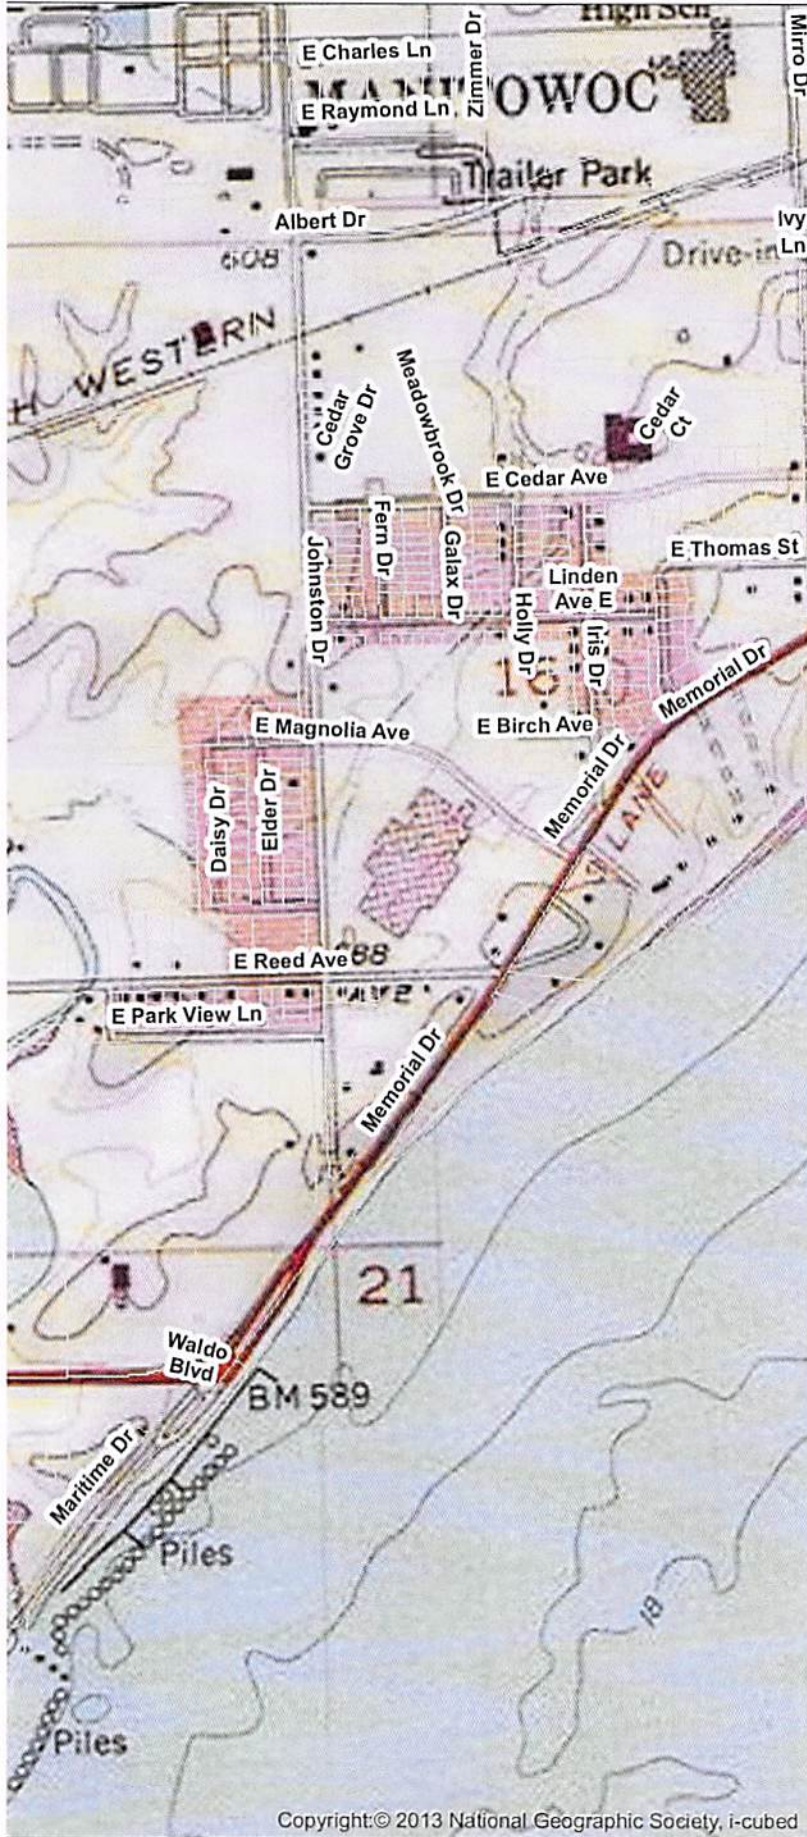 High Sch
E Charles Ln
Zimmer Dr
Mirro Dr
MANITOWOC
E Raymond Ln
Trailer Park
Albert Dr
Ivy
Ln
608
Drive-in
H WESTERN
Meadowbrook Dr
Cedar
Grove Dr
Cedar
Ct
E Cedar Ave
Fern Dr
Galax Dr
E Thomas St
Johnston Dr
Linden
Ave E
Holly Dr
Iris Dr
16
Memorial Dr
E Magnolia Ave
E Birch Ave
Memorial Dr
Daisy Dr
Elder Dr
LANE
E Reed Ave
E Park View Ln
Memorial Dr
21
Waldo
Blvd
BM 589
Maritime Dr
Piles
18
Piles
Copyright:© 2013 National Geographic Society, i-cubed